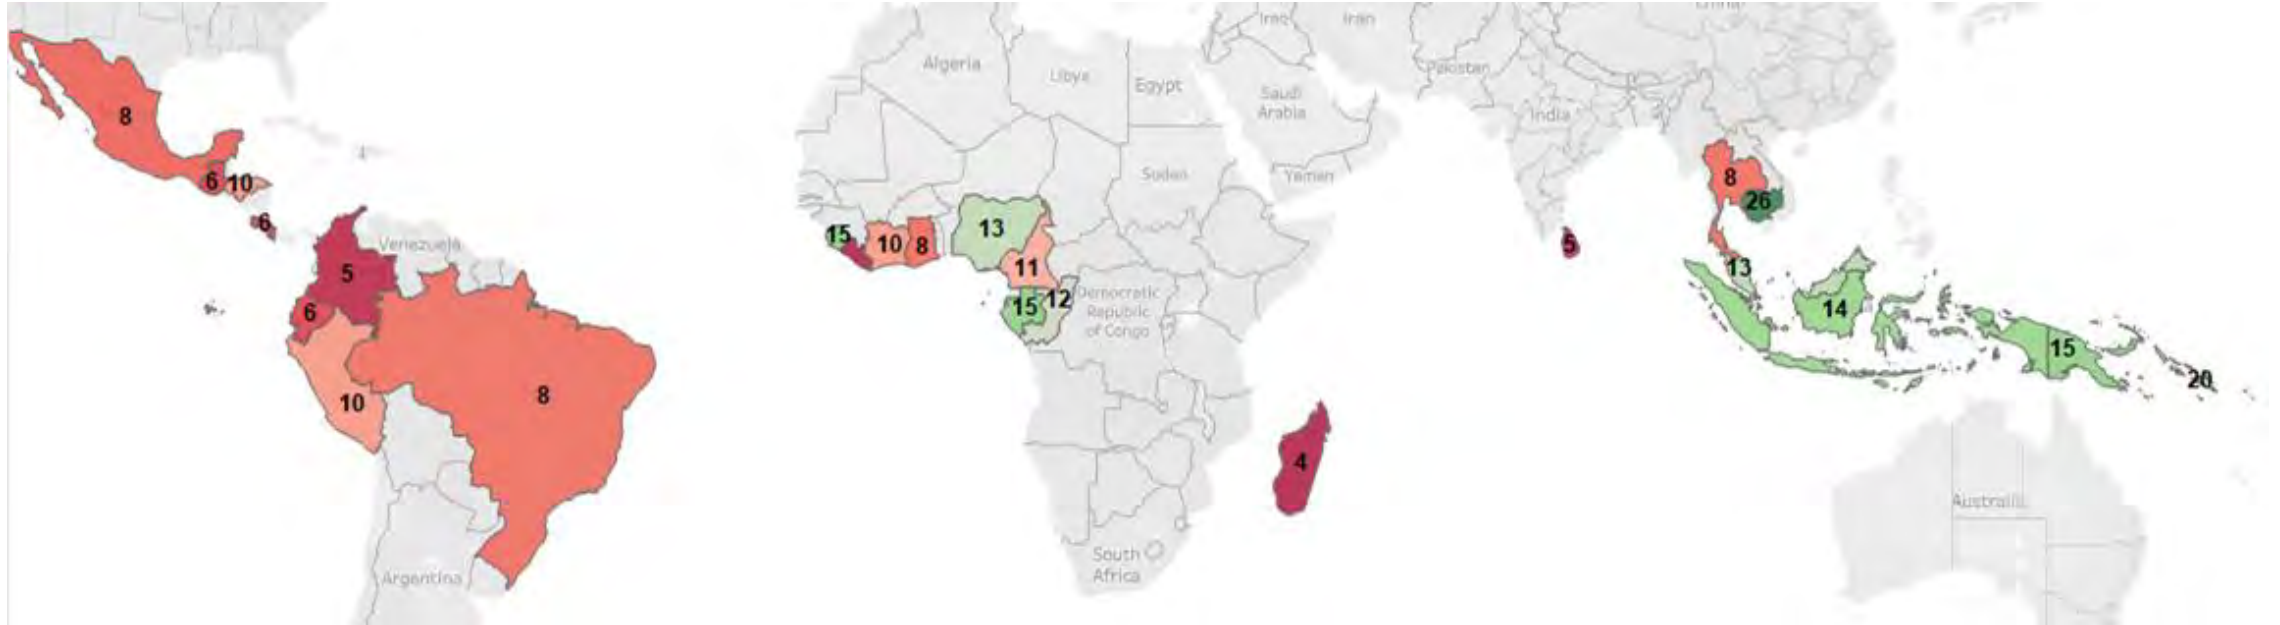 8
6
10
6
5
6
10
8
Venezuela
Argentina
Algeria
Libya
Egypt
Saudi
Arabia
Iraq
Iran
Sudan
Yemen
15
10
8
13
11
15
12
Democratic
Republic
of Congo
4
South
Africa
Pakistan
India
China
5
8
26
13
14
15
20
Australia